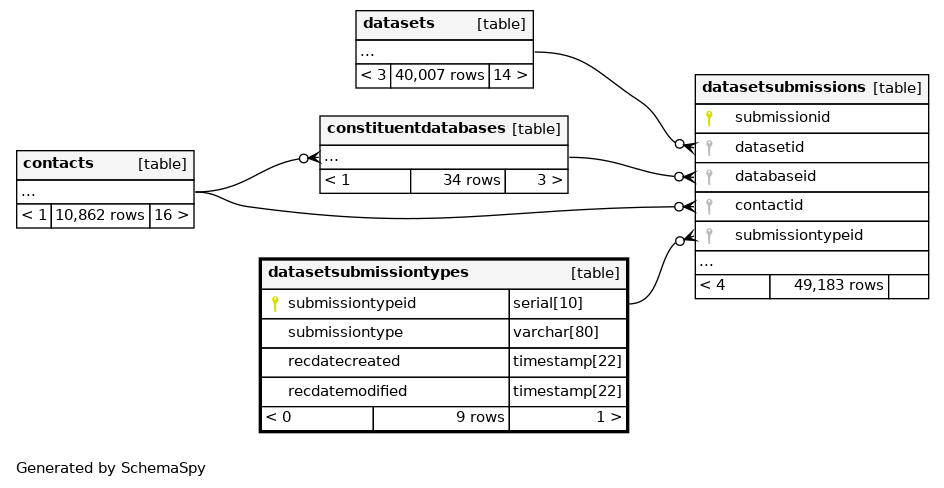 datasets [table]
...
< 3 40,007 rows 14 >
datasetsubmissions [table]
submissionid
datasetid
databaseid
contactid
submissiontypeid
...
< 4 49,183 rows
constituentdatabases [table]
...
< 1 34 rows 3 >
contacts [table]
...
< 1 10,862 rows 16 >
datasetsubmissiontypes [table]
submissiontypeid serial[10]
submissiontype varchar[80]
recdatecreated timestamp[22]
recdatemodified timestamp[22]
< 0 9 rows 1 >
Generated by SchemaSpy